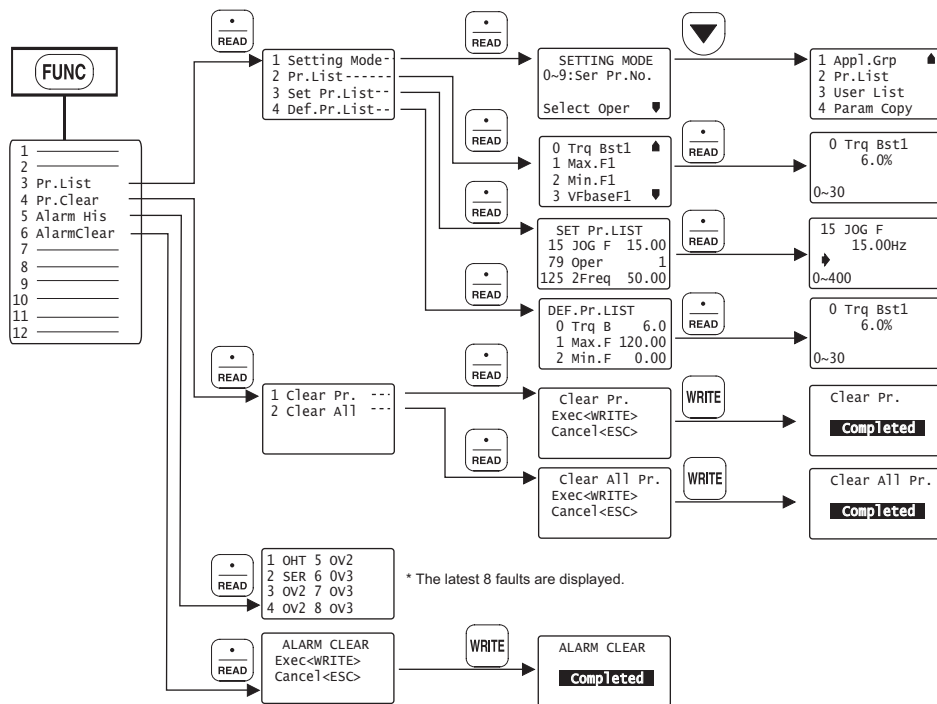 FUNC
1
2
3 Pr.List
4 Pr.Clear
5 Alarm His
6 AlarmClear
7
8
9
10
11
12
READ
1 Setting Mode--
2 Pr.List------
3 Set Pr.List--
4 Def.Pr.List--
READ
SETTING MODE
0~9:Ser Pr.No.
Select Oper
1 Appl.Grp
2 Pr.List
3 User List
4 Param Copy
READ
0 Trq Bst1
1 Max.F1
2 Min.F1
3 VFbaseF1
READ
0 Trq Bst1
6.0%
0~30
READ
SET Pr.LIST
15 JOG F 15.00
79 Oper 1
125 2Freq 50.00
READ
15 JOG F
15.00Hz
0~400
READ
DEF.Pr.LIST
0 Trq B 6.0
1 Max.F 120.00
2 Min.F 0.00
READ
0 Trq Bst1
6.0%
0~30
READ
1 Clear Pr. ---
2 Clear All ---
READ
Clear Pr.
Exec<WRITE>
Cancel<ESC>
WRITE
Clear Pr.
Completed
READ
Clear All Pr.
Exec<WRITE>
Cancel<ESC>
WRITE
Clear All Pr.
Completed
READ
1 OHT 5 OV2
2 SER 6 OV3
3 OV2 7 OV3
4 OV2 8 OV3
* The latest 8 faults are displayed.
READ
ALARM CLEAR
Exec<WRITE>
Cancel<ESC>
WRITE
ALARM CLEAR
Completed